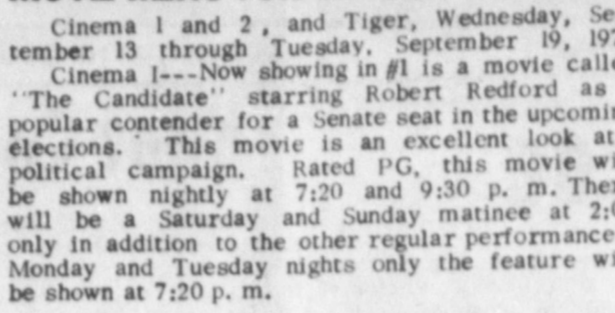 Cinema 1 and 2, and Tiger, Wednesday, Se
tember 13 through Tuesday, September 19, 197
Cinema I---Now showing in #1 is a movie calle
"The Candidate" starring Robert Redford as
popular contender for a Senate seat in the upcomin
elections. This movie is an excellent look at
political campaign. Rated PG, this movie wi
be shown nightly at 7:20 and 9:30 p. m. The
will be a Saturday and Sunday matinee at 2:
only in addition to the other regular performance
Monday and Tuesday nights only the feature wi
be shown at 7:20 p. m.